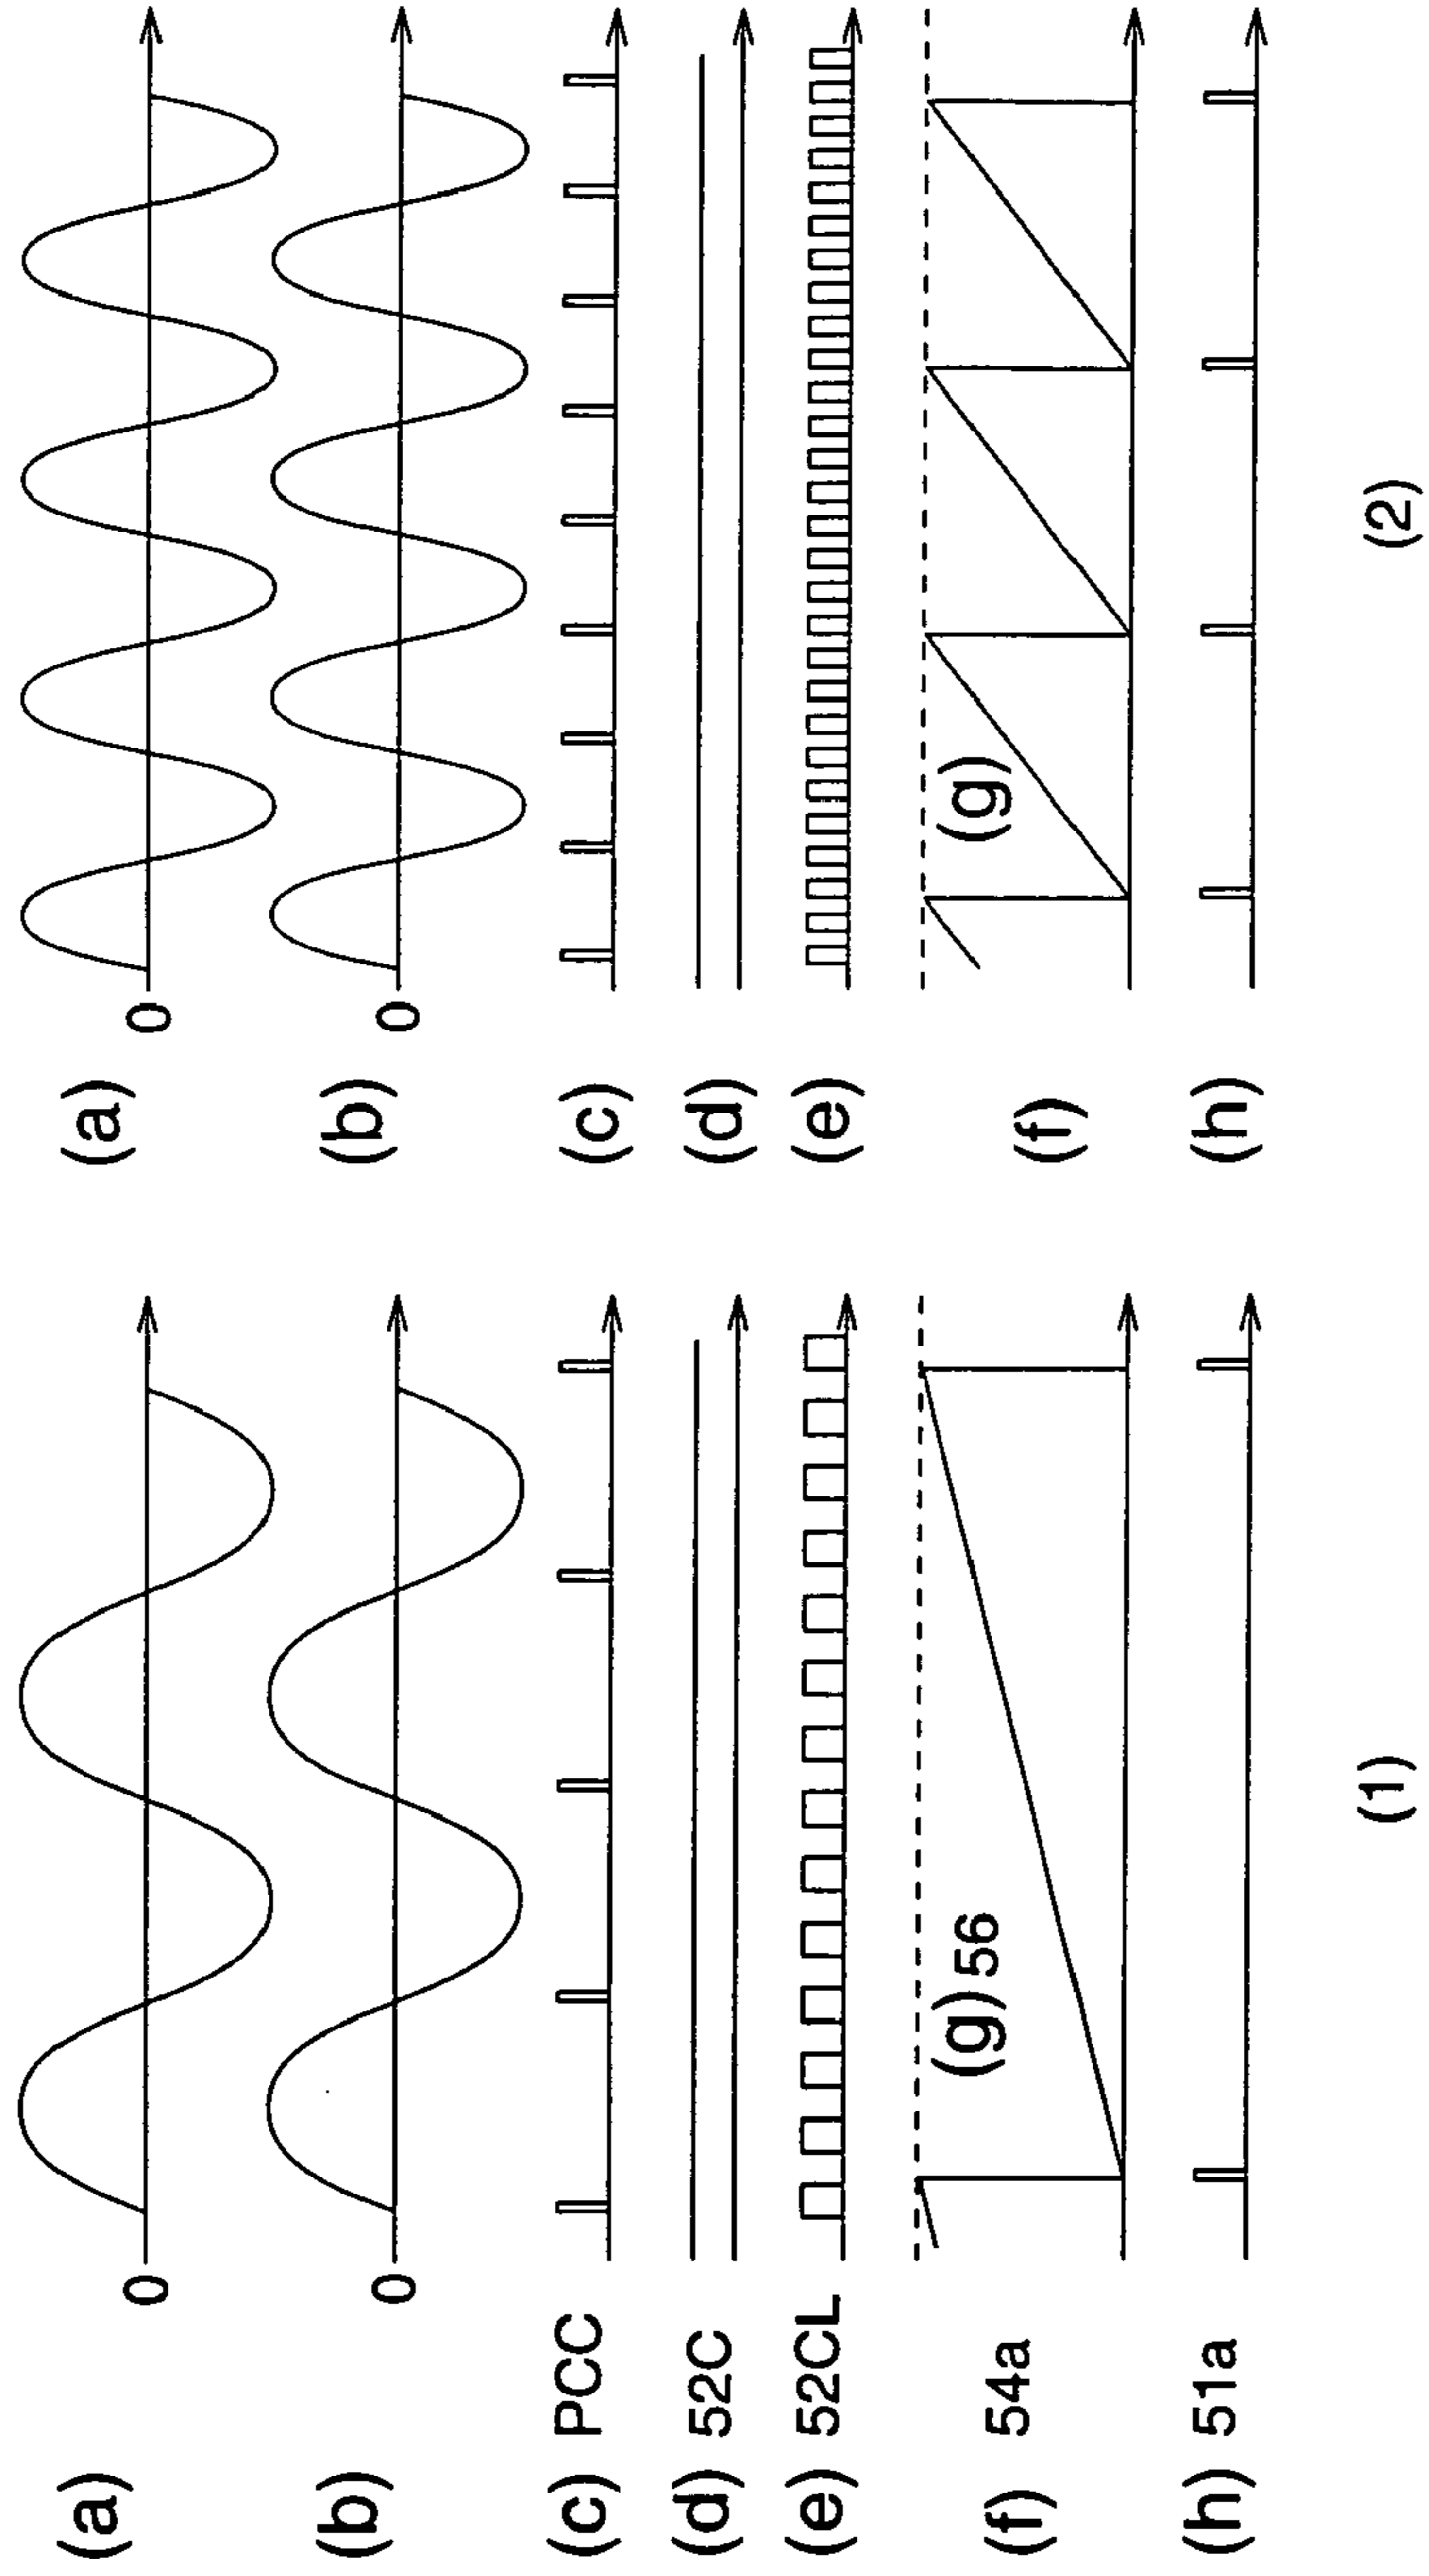 (a)
0
(b)
0
(c) PCC
(d) 52C
(e) 52CL
(f) 54a
(g) 56
(h) 51a
(1)
(a)
0
(b)
0
(c)
(d)
(e)
(f)
(g)
(h)
(2)